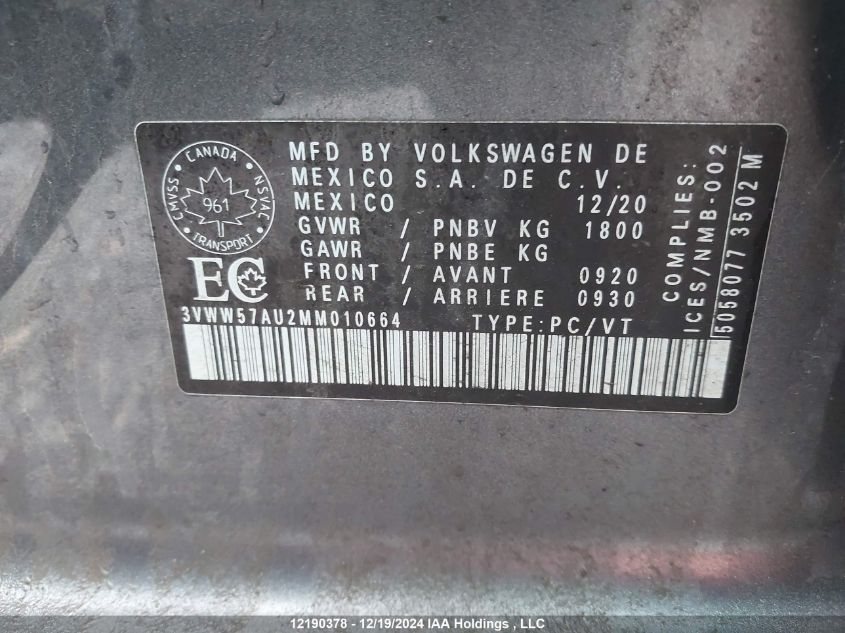 CANADA
CMVSS
NSVAC
961
TRANSPORT
EC
MFD BY VOLKSWAGEN DE
MEXICO S.A. DE C.V.
MEXICO 12/20
GVWR / PNBV KG 1800
GAWR / PNBE KG
FRONT / AVANT 0920
REAR / ARRIERE 0930
3VWW57AU2MM010664 TYPE:PC/VT
COMPLIES:
ICES/NMB-002
5058077 3502 M
12190378 - 12/19/2024 IAA Holdings , LLC